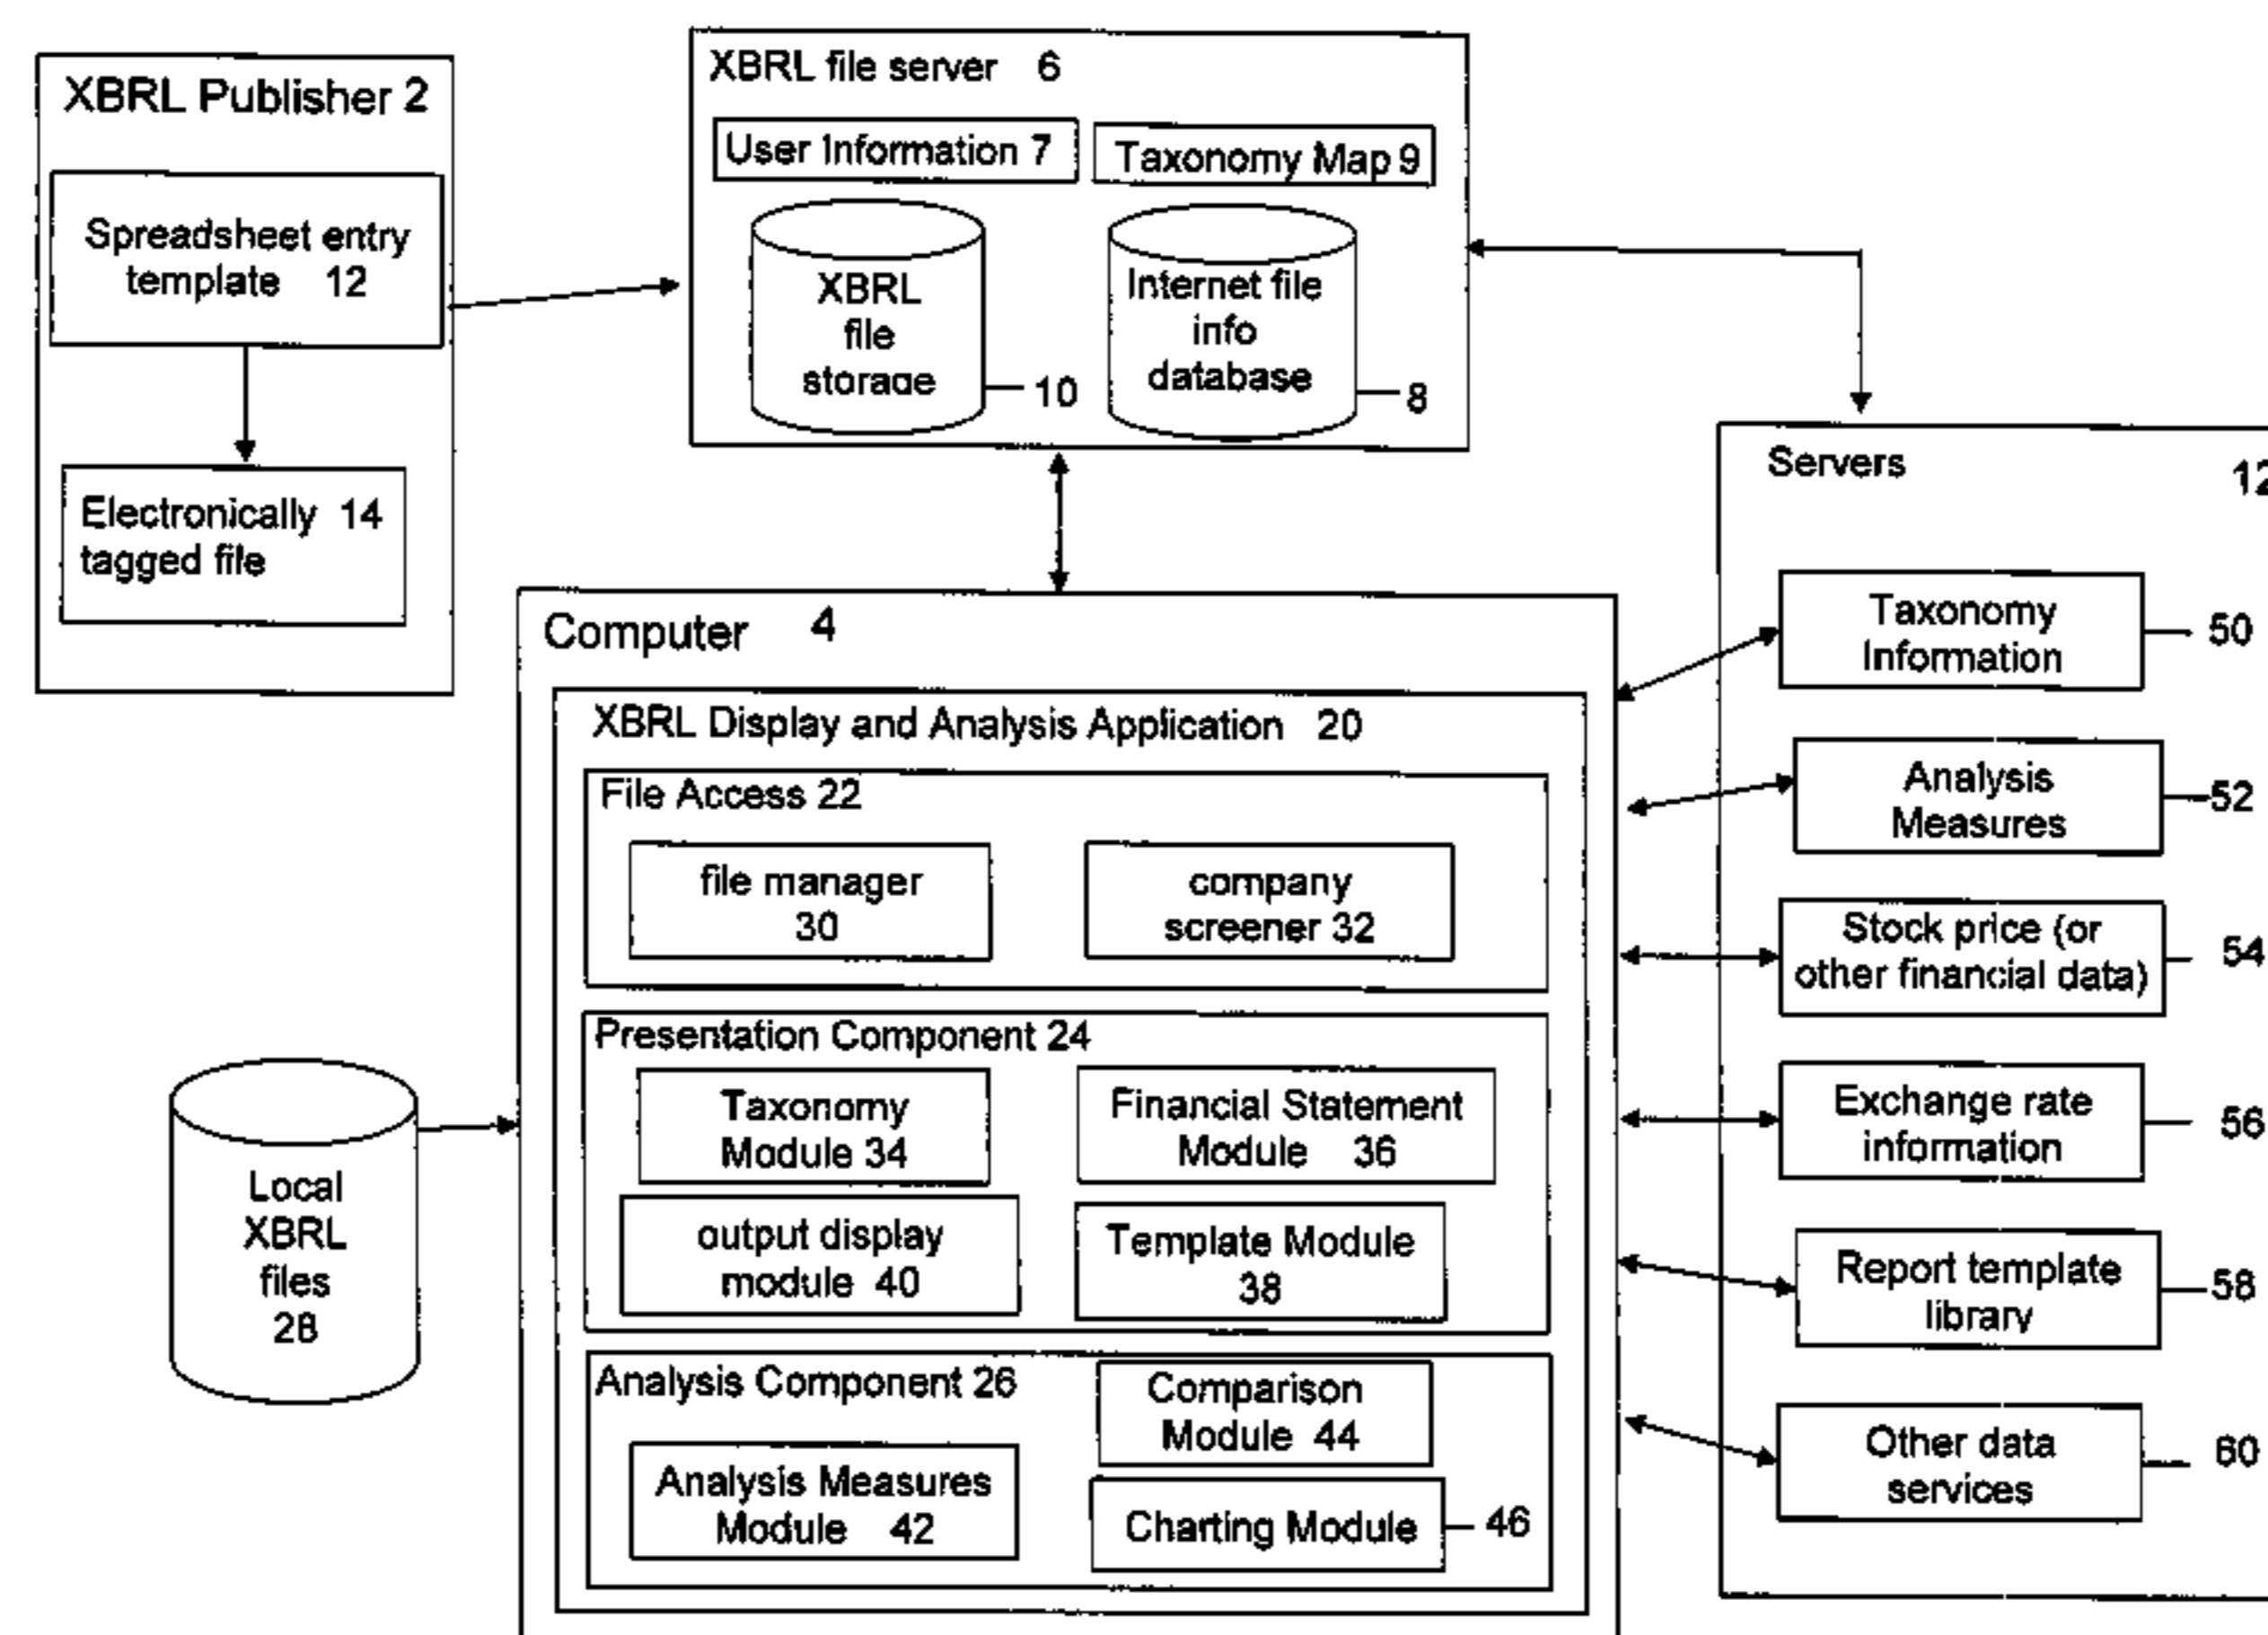 XBRL Publisher 2
Spreadsheet entry
template 12
Electronically 14
tagged file
XBRL file server 6
User Information 7
Taxonomy Map 9
XBRL
file
storage
10
Internet file
info
database
8
Computer 4
XBRL Display and Analysis Application 20
File Access 22
file manager
30
company
screener 32
Presentation Component 24
Taxonomy
Module 34
Financial Statement
Module 36
output display
module 40
Template Module
38
Analysis Component 26
Comparison
Module 44
Analysis Measures
Module 42
Charting Module
46
Local
XBRL
files
28
Servers
12
Taxonomy
Information
50
Analysis
Measures
52
Stock price (or
other financial data)
54
Exchange rate
information
56
Report template
library
58
Other data
services
60